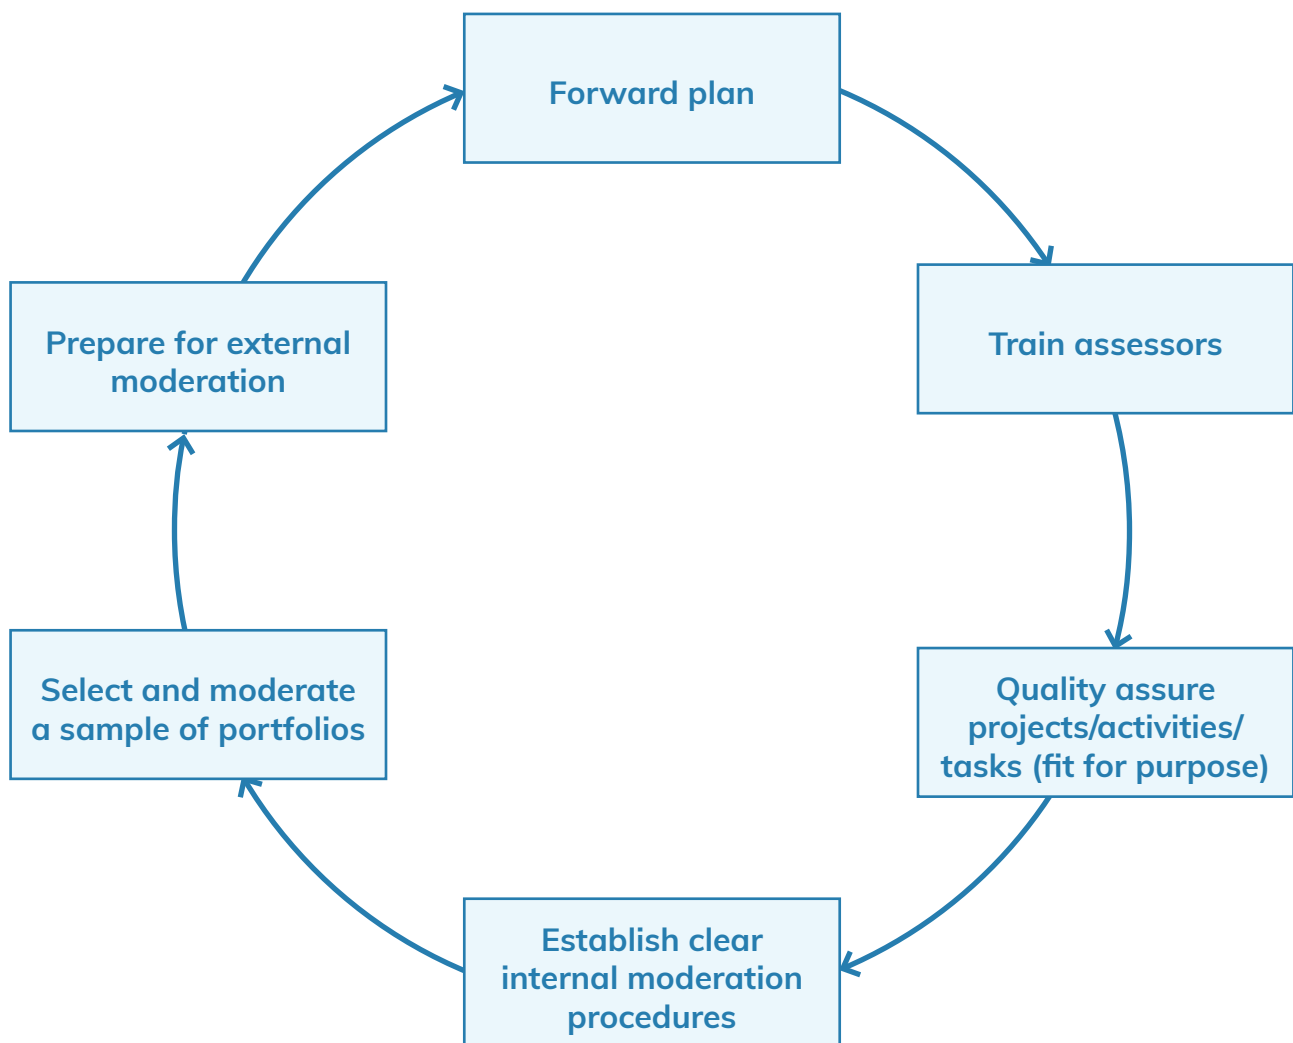 Forward plan
Train assessors
Quality assure
projects/activities/
tasks (fit for purpose)
Establish clear
internal moderation
procedures
Select and moderate
a sample of portfolios
Prepare for external
moderation